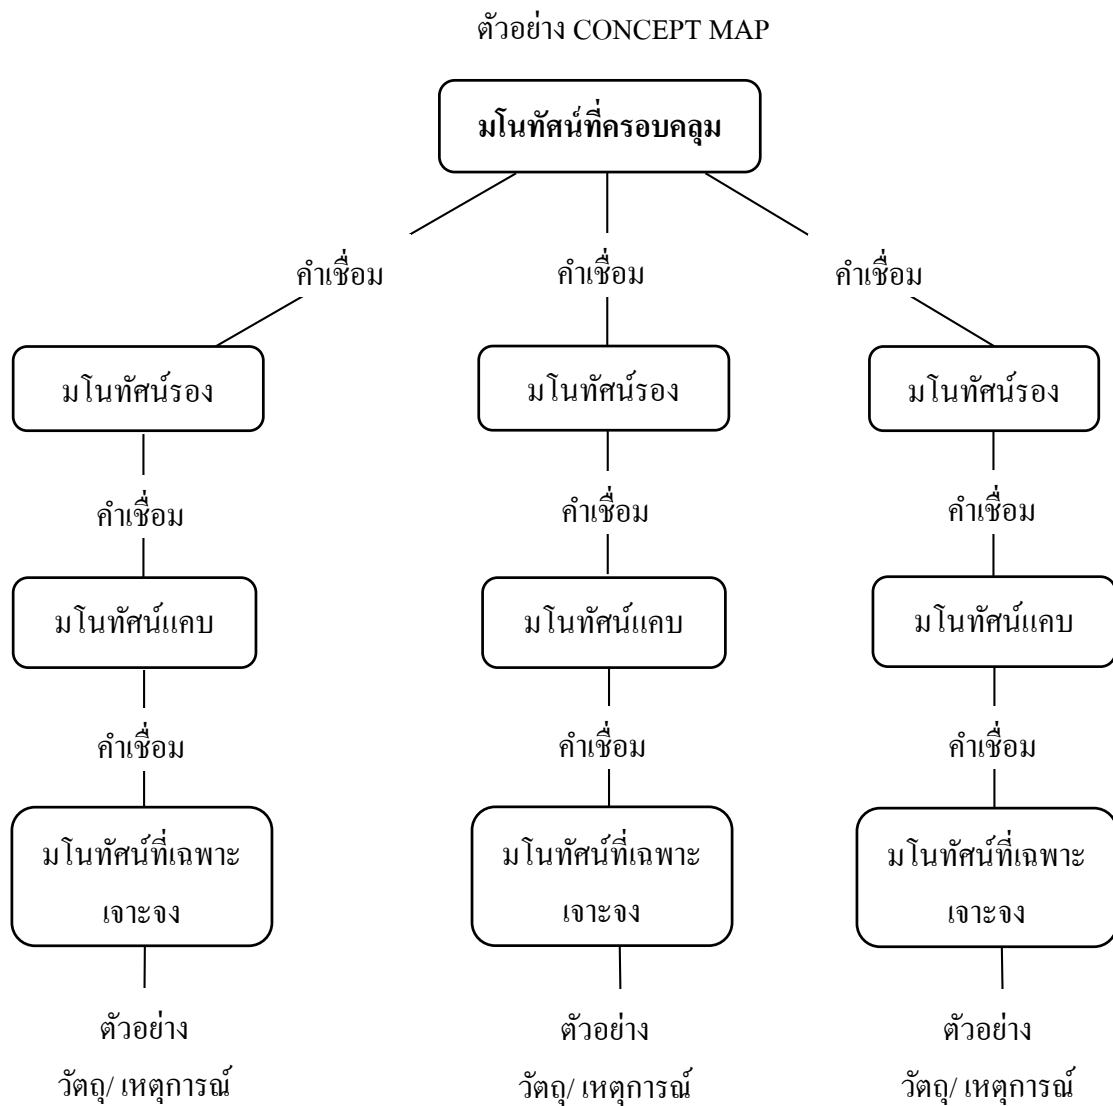 ตัวอย่าง CONCEPT MAP
มโนทัศน์ที่ครอบคลุม
คำเชื่อม คำเชื่อม คำเชื่อม
มโนทัศน์รอง มโนทัศน์รอง มโนทัศน์รอง
คำเชื่อม คำเชื่อม คำเชื่อม
มโนทัศน์แคบ มโนทัศน์แคบ มโนทัศน์แคบ
คำเชื่อม คำเชื่อม คำเชื่อม
มโนทัศน์ที่เฉพาะ มโนทัศน์ที่เฉพาะ มโนทัศน์ที่เฉพาะ
เจาะจง เจาะจง เจาะจง
ตัวอย่าง ตัวอย่าง ตัวอย่าง
วัตถุ/ เหตุการณ์ วัตถุ/ เหตุการณ์ วัตถุ/ เหตุการณ์